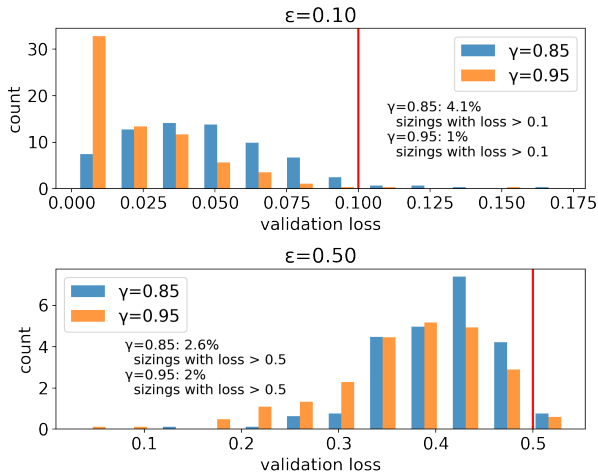 ε=0.10
30
20
10
0
count
γ=0.85
γ=0.95
γ=0.85: 4.1%
sizings with loss > 0.1
γ=0.95: 1%
sizings with loss > 0.1
0.000 0.025 0.050 0.075 0.100 0.125 0.150 0.175
validation loss
ε=0.50
6
4
2
0
count
γ=0.85
γ=0.95
γ=0.85: 2.6%
sizings with loss > 0.5
γ=0.95: 2%
sizings with loss > 0.5
0.1 0.2 0.3 0.4 0.5
validation loss